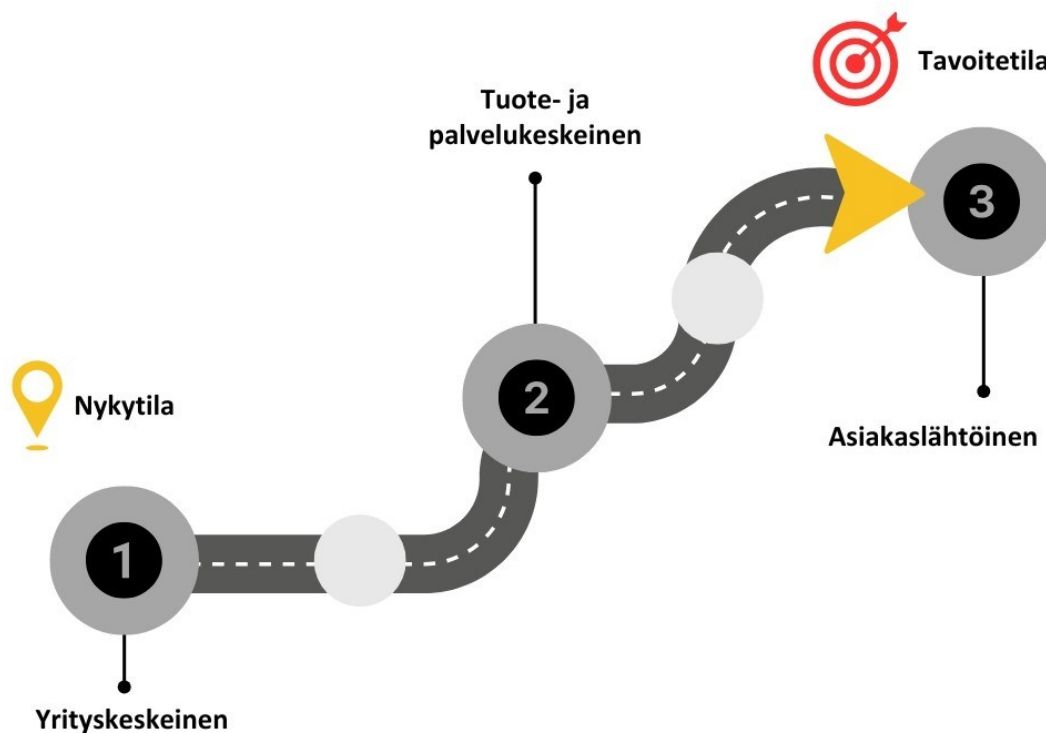 Tavoitetila
Tuote- ja
palvelukeskeinen
3
2
Nykytila
Asiakaslähtöinen
1
Yrityskeskeinen